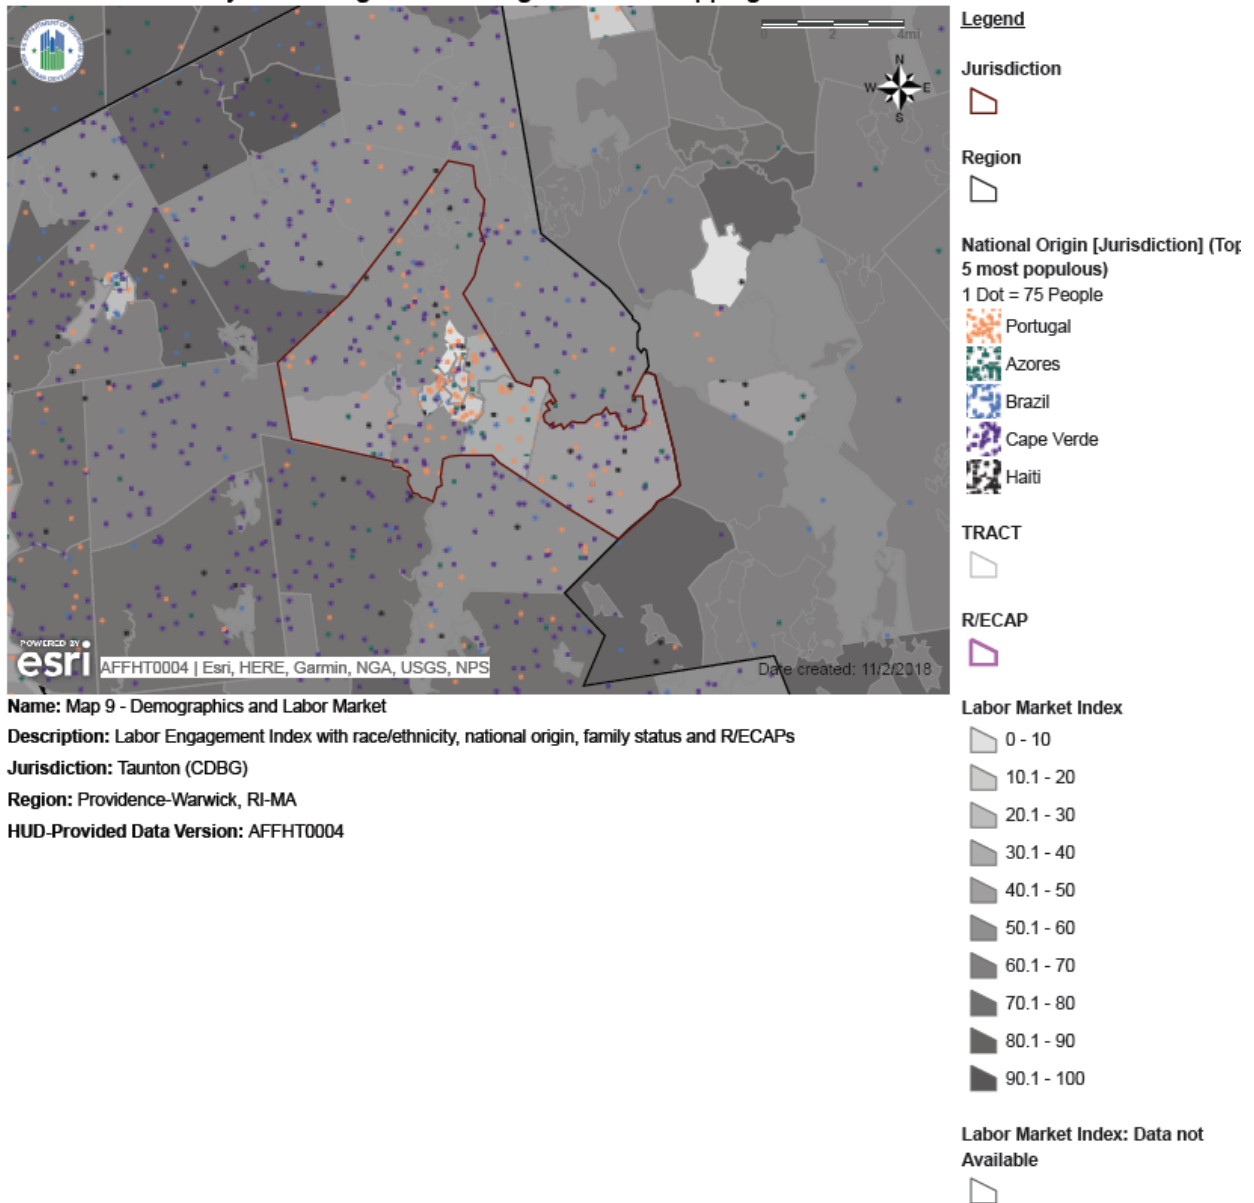 0 2 4mi
N
W E
S
POWERED BY
esri
AFFHT0004 | Esri, HERE, Garmin, NGA, USGS, NPS
Date created: 11/2/2018
Name: Map 9 - Demographics and Labor Market
Description: Labor Engagement Index with race/ethnicity, national origin, family status and R/ECAPs
Jurisdiction: Taunton (CDBG)
Region: Providence-Warwick, RI-MA
HUD-Provided Data Version: AFFHT0004
Legend
Jurisdiction
Region
National Origin [Jurisdiction] (Top
5 most populous)
1 Dot = 75 People
Portugal
Azores
Brazil
Cape Verde
Haiti
TRACT
R/ECAP
Labor Market Index
0 - 10
10.1 - 20
20.1 - 30
30.1 - 40
40.1 - 50
50.1 - 60
60.1 - 70
70.1 - 80
80.1 - 90
90.1 - 100
Labor Market Index: Data not
Available